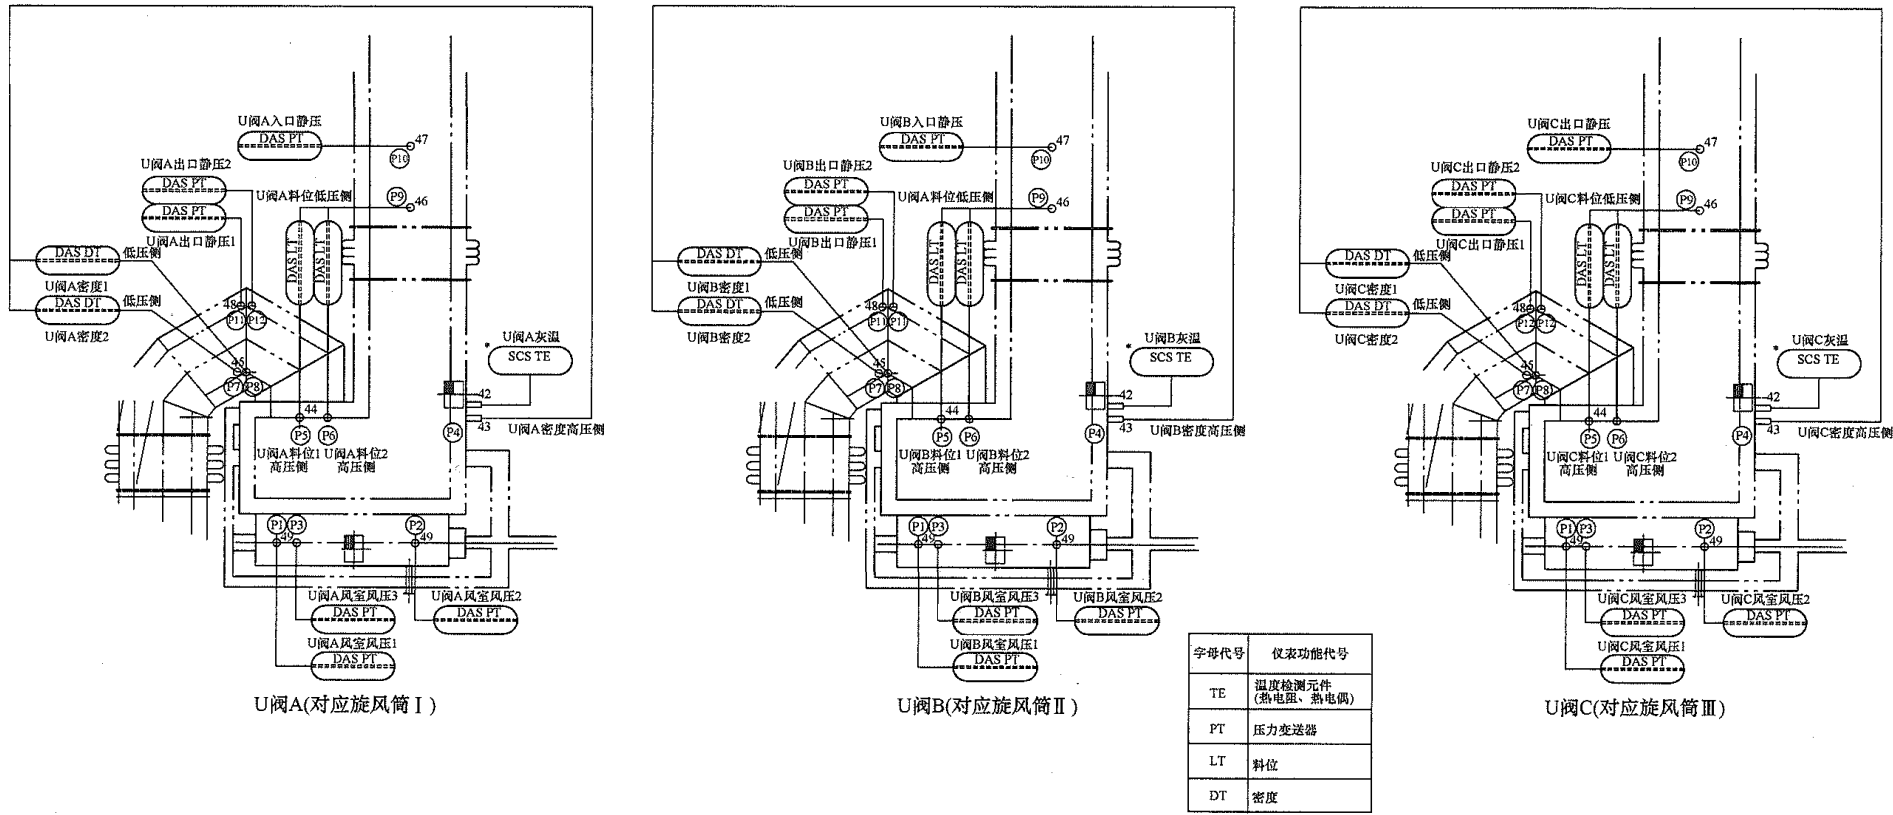 U阀A入口静压
DAS PT
47
P10
U阀A出口静压2
DAS PT
U阀A料位低压侧
P9
46
DAS PT
U阀A出口静压1
DAS LT
DAS LT
DAS DT
低压侧
U阀A密度1
DAS DT
低压侧
U阀A密度2
48
P11
P12
U阀A灰温
*
SCS TE
45
P7
P8
42
44
43
U阀A密度高压侧
P5
P6
P4
U阀A料位1
高压侧
U阀A料位2
高压侧
P1
P3
P2
49
49
U阀A风室风压3
DAS PT
U阀A风室风压2
DAS PT
U阀A风室风压1
DAS PT
U阀A(对应旋风筒Ⅰ)
U阀B入口静压
DAS PT
47
P10
U阀B出口静压2
DAS PT
U阀A料位低压侧
P9
46
DAS PT
U阀B出口静压1
DAS LT
DAS LT
DAS DT
低压侧
U阀B密度1
DAS DT
低压侧
U阀B密度2
48
P11
P11
U阀B灰温
*
SCS TE
45
P7
P8
42
44
43
U阀B密度高压侧
P5
P6
P4
U阀B料位1
高压侧
U阀B料位2
高压侧
P1
P3
P2
49
49
U阀B风室风压3
DAS PT
U阀B风室风压2
DAS PT
U阀B风室风压1
DAS PT
U阀B(对应旋风筒Ⅱ)
U阀C出口静压
DAS PT
47
P10
U阀C出口静压2
DAS PT
U阀C料位低压侧
P9
46
DAS PT
U阀C出口静压1
DAS LT
DAS LT
DAS DT
低压侧
U阀C密度1
DAS DT
低压侧
U阀C密度2
48
P12
P12
U阀C灰温
*
SCS TE
45
P7
P8
42
44
43
U阀C密度高压侧
P5
P6
P4
U阀C料位1
高压侧
U阀C料位2
高压侧
P1
P3
P2
49
49
U阀C风室风压3
DAS PT
U阀C风室风压2
DAS PT
U阀C风室风压1
DAS PT
U阀C(对应旋风筒Ⅲ)
字母代号 仪表功能代号
TE 温度检测元件
(热电阻、热电偶)
PT 压力变送器
LT 料位
DT 密度